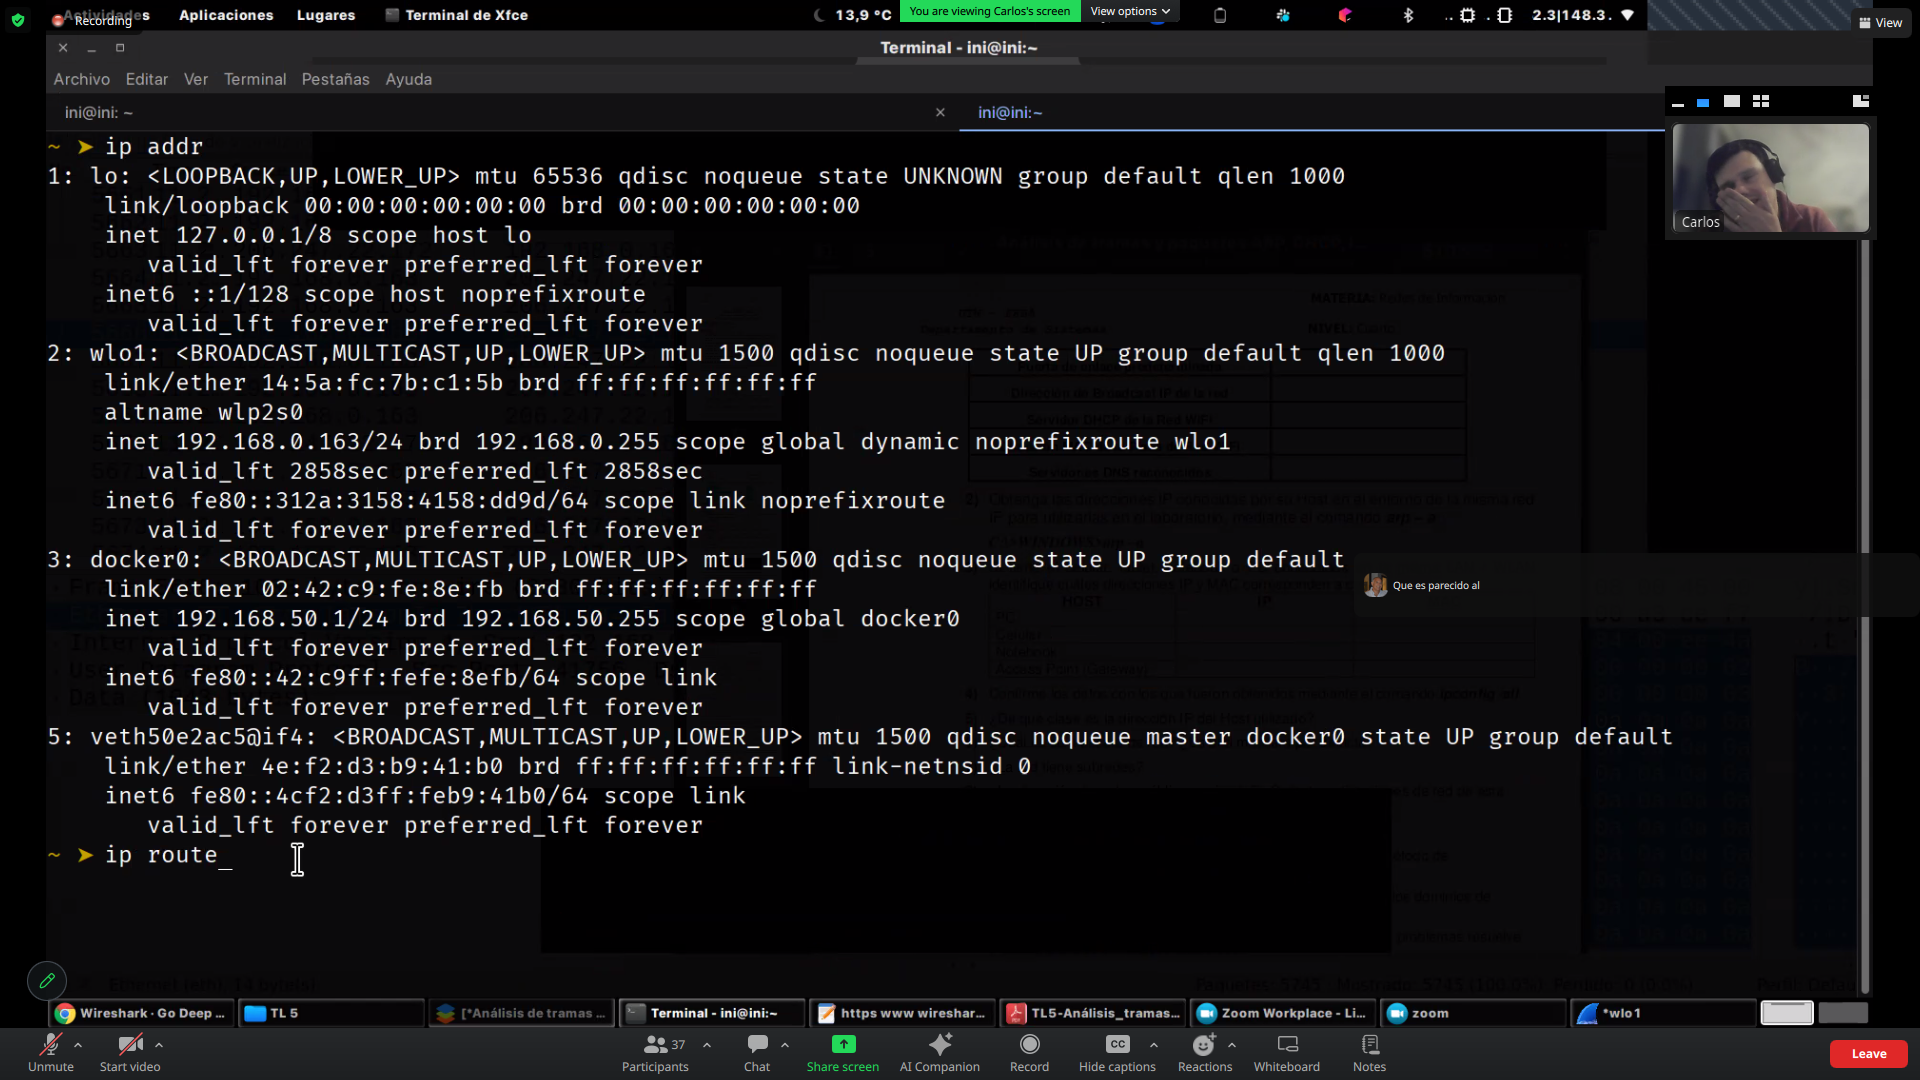 Actividades Aplicaciones Lugares Terminal de Xfce 13,9 °C You are viewing Carlos's screen View options 2.3|148.3.
Recording
View
Terminal - ini@ini:~
Archivo Editar Ver Terminal Pestañas Ayuda
ini@ini: ~ × ini@ini:~
~ ➤ ip addr
1: lo: <LOOPBACK,UP,LOWER_UP> mtu 65536 qdisc noqueue state UNKNOWN group default qlen 1000
link/loopback 00:00:00:00:00:00 brd 00:00:00:00:00:00
inet 127.0.0.1/8 scope host lo
valid_lft forever preferred_lft forever
inet6 ::1/128 scope host noprefixroute
valid_lft forever preferred_lft forever
2: wlo1: <BROADCAST,MULTICAST,UP,LOWER_UP> mtu 1500 qdisc noqueue state UP group default qlen 1000
link/ether 14:5a:fc:7b:c1:5b brd ff:ff:ff:ff:ff:ff
altname wlp2s0
inet 192.168.0.163/24 brd 192.168.0.255 scope global dynamic noprefixroute wlo1
valid_lft 2858sec preferred_lft 2858sec
inet6 fe80::312a:3158:4158:dd9d/64 scope link noprefixroute
valid_lft forever preferred_lft forever
3: docker0: <BROADCAST,MULTICAST,UP,LOWER_UP> mtu 1500 qdisc noqueue state UP group default
link/ether 02:42:c9:fe:8e:fb brd ff:ff:ff:ff:ff:ff
inet 192.168.50.1/24 brd 192.168.50.255 scope global docker0
valid_lft forever preferred_lft forever
inet6 fe80::42:c9ff:fefe:8efb/64 scope link
valid_lft forever preferred_lft forever
5: veth50e2ac5@if4: <BROADCAST,MULTICAST,UP,LOWER_UP> mtu 1500 qdisc noqueue master docker0 state UP group default
link/ether 4e:f2:d3:b9:41:b0 brd ff:ff:ff:ff:ff:ff link-netnsid 0
inet6 fe80::4cf2:d3ff:feb9:41b0/64 scope link
valid_lft forever preferred_lft forever
~ ➤ ip route_
Carlos
Que es parecido al
Wireshark · Go Deep ... TL 5 [*Análisis de tramas ... Terminal - ini@ini:~ https www wireshar... TL5-Análisis_tramas... Zoom Workplace - Li... zoom *wlo1
37
Unmute Start video Participants Chat Share screen AI Companion Record Hide captions Reactions Whiteboard Notes Leave